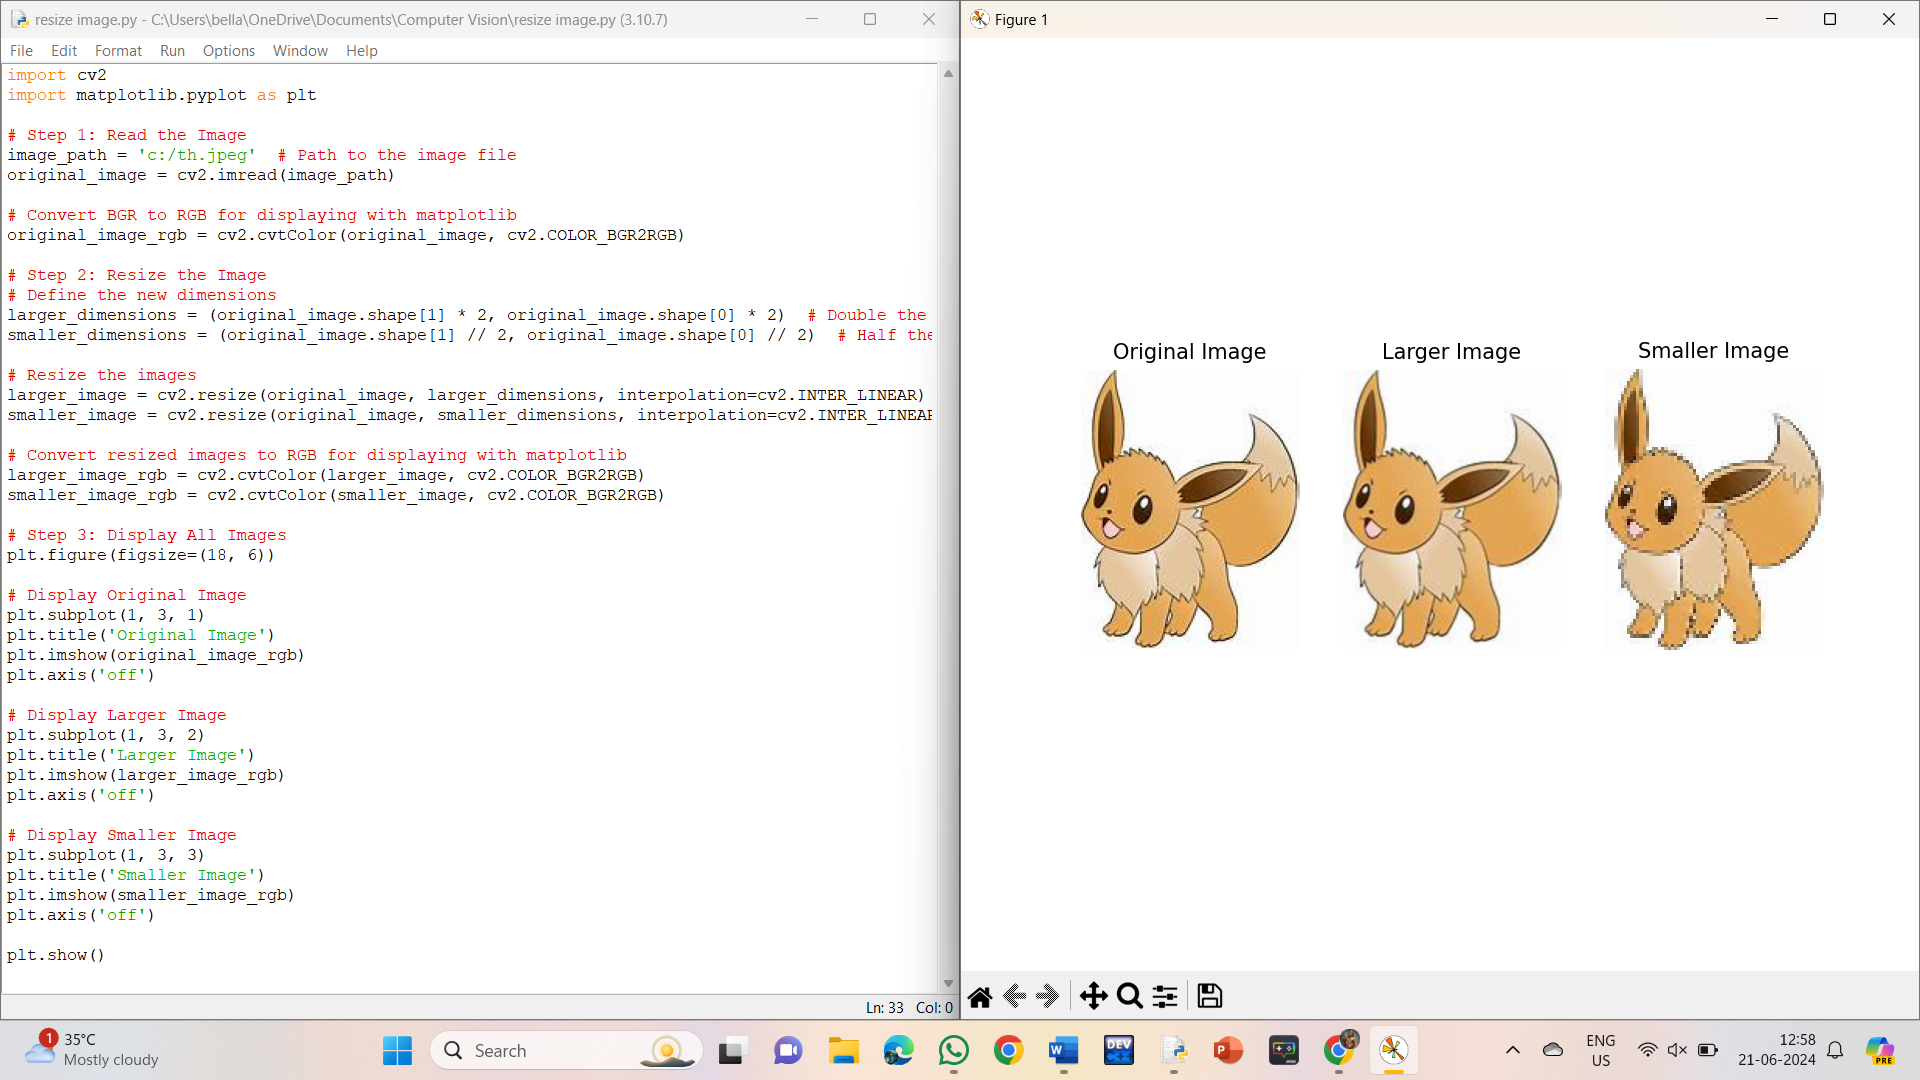 resize image.py - C:\Users\bella\OneDrive\Documents\Computer Vision\resize image.py (3.10.7)
File Edit Format Run Options Window Help
import cv2
import matplotlib.pyplot as plt
# Step 1: Read the Image
image_path = 'c:/th.jpeg'  # Path to the image file
original_image = cv2.imread(image_path)
# Convert BGR to RGB for displaying with matplotlib
original_image_rgb = cv2.cvtColor(original_image, cv2.COLOR_BGR2RGB)
# Step 2: Resize the Image
# Define the new dimensions
larger_dimensions = (original_image.shape[1] * 2, original_image.shape[0] * 2)  # Double the
smaller_dimensions = (original_image.shape[1] // 2, original_image.shape[0] // 2)  # Half the
# Resize the images
larger_image = cv2.resize(original_image, larger_dimensions, interpolation=cv2.INTER_LINEAR)
smaller_image = cv2.resize(original_image, smaller_dimensions, interpolation=cv2.INTER_LINEAR
# Convert resized images to RGB for displaying with matplotlib
larger_image_rgb = cv2.cvtColor(larger_image, cv2.COLOR_BGR2RGB)
smaller_image_rgb = cv2.cvtColor(smaller_image, cv2.COLOR_BGR2RGB)
# Step 3: Display All Images
plt.figure(figsize=(18, 6))
# Display Original Image
plt.subplot(1, 3, 1)
plt.title('Original Image')
plt.imshow(original_image_rgb)
plt.axis('off')
# Display Larger Image
plt.subplot(1, 3, 2)
plt.title('Larger Image')
plt.imshow(larger_image_rgb)
plt.axis('off')
# Display Smaller Image
plt.subplot(1, 3, 3)
plt.title('Smaller Image')
plt.imshow(smaller_image_rgb)
plt.axis('off')
plt.show()
Ln: 33 Col: 0
Figure 1
Original Image
Larger Image
Smaller Image
1
35°C
Mostly cloudy
Search
W
DEV
P
ENG
US
12:58
21-06-2024
PRE